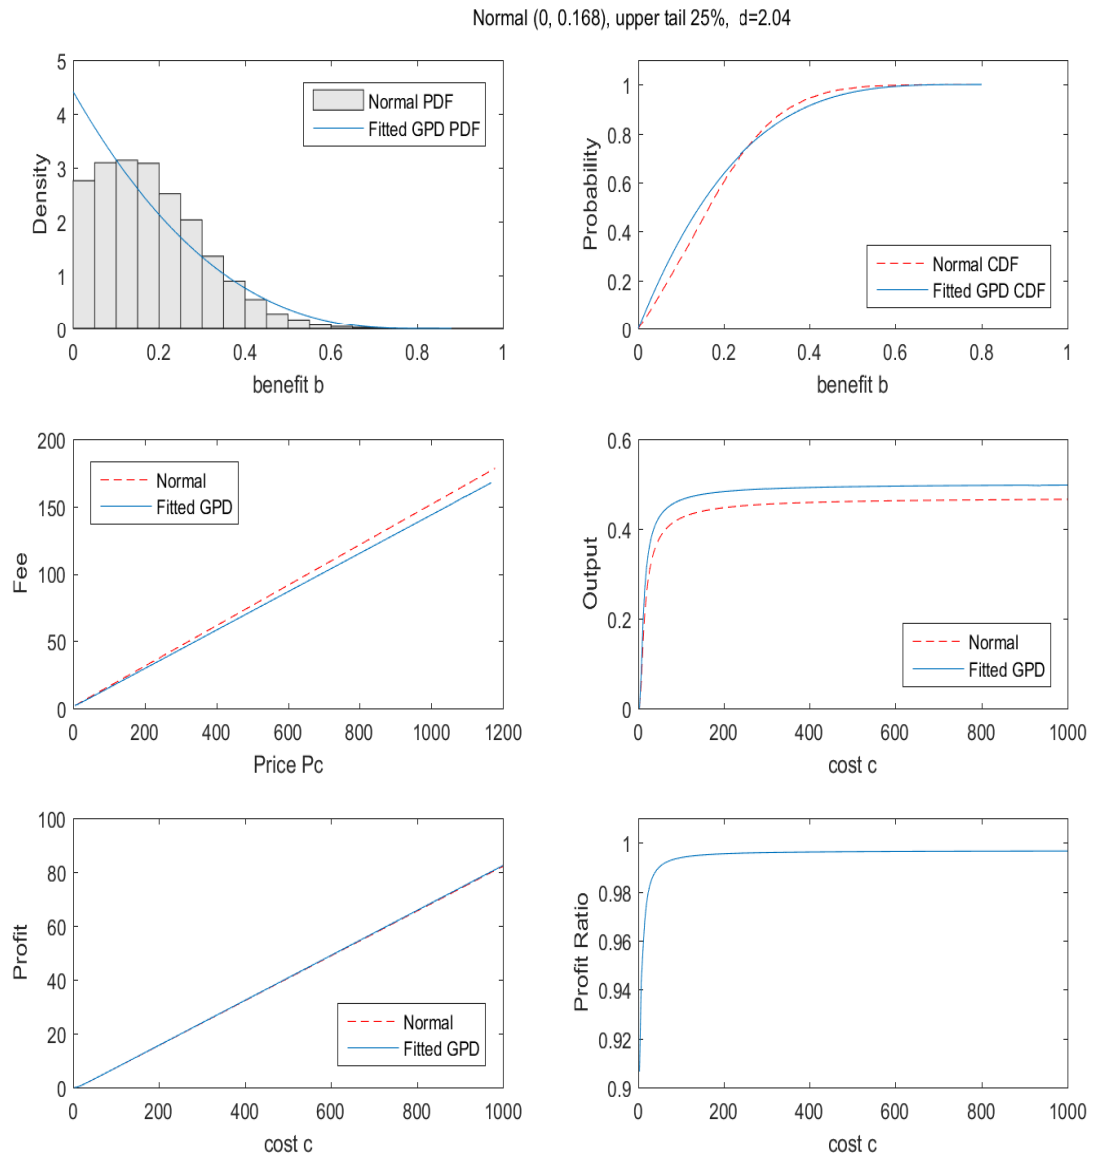 Normal (0, 0.168), upper tail 25%, d=2.04
5
4
3
2
1
0
Density
Normal PDF
Fitted GPD PDF
0 0.2 0.4 0.6 0.8 1
benefit b
1
0.8
0.6
0.4
0.2
0
Probability
Normal CDF
Fitted GPD CDF
0 0.2 0.4 0.6 0.8 1
benefit b
200
150
100
50
0
Fee
Normal
Fitted GPD
0 200 400 600 800 1000 1200
Price Pc
0.6
0.4
0.2
0
Output
Normal
Fitted GPD
0 200 400 600 800 1000
cost c
100
80
60
40
20
0
Profit
Normal
Fitted GPD
0 200 400 600 800 1000
cost c
1
0.98
0.96
0.94
0.92
0.9
Profit Ratio
0 200 400 600 800 1000
cost c